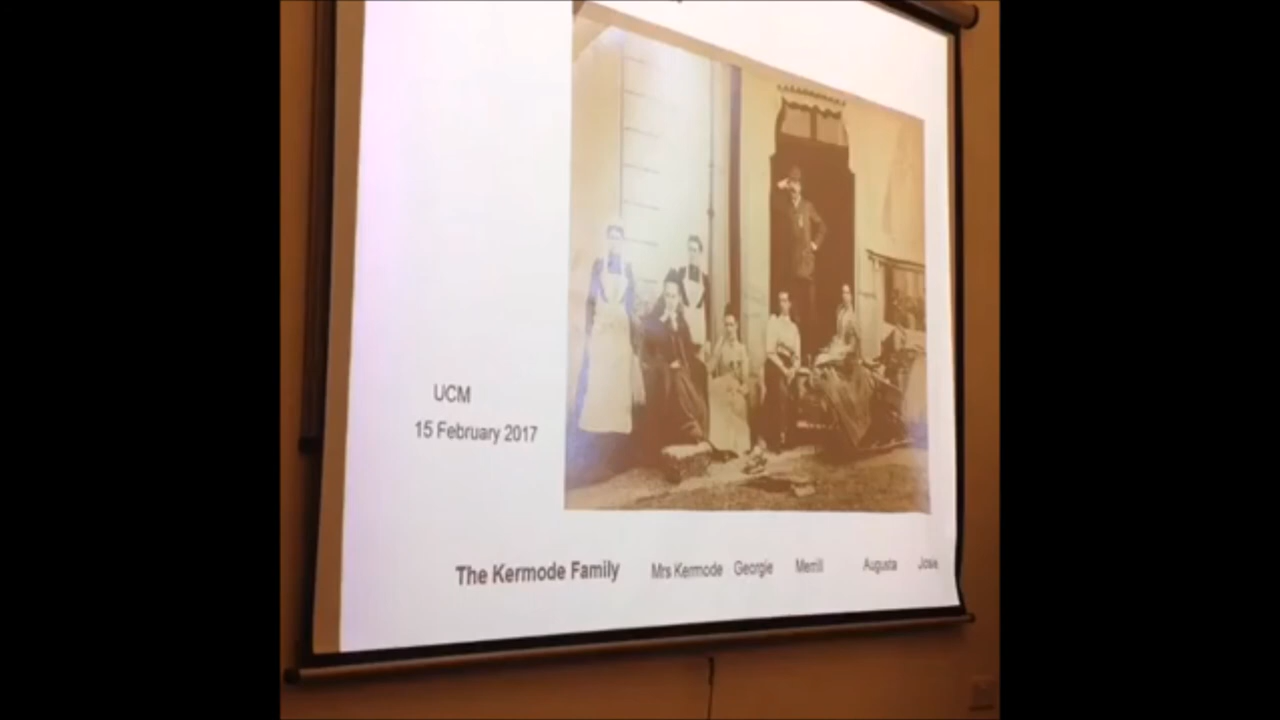 UCM
15 February 2017
The Kermode Family Mrs Kermode Georgie Merrill Augusta Josie